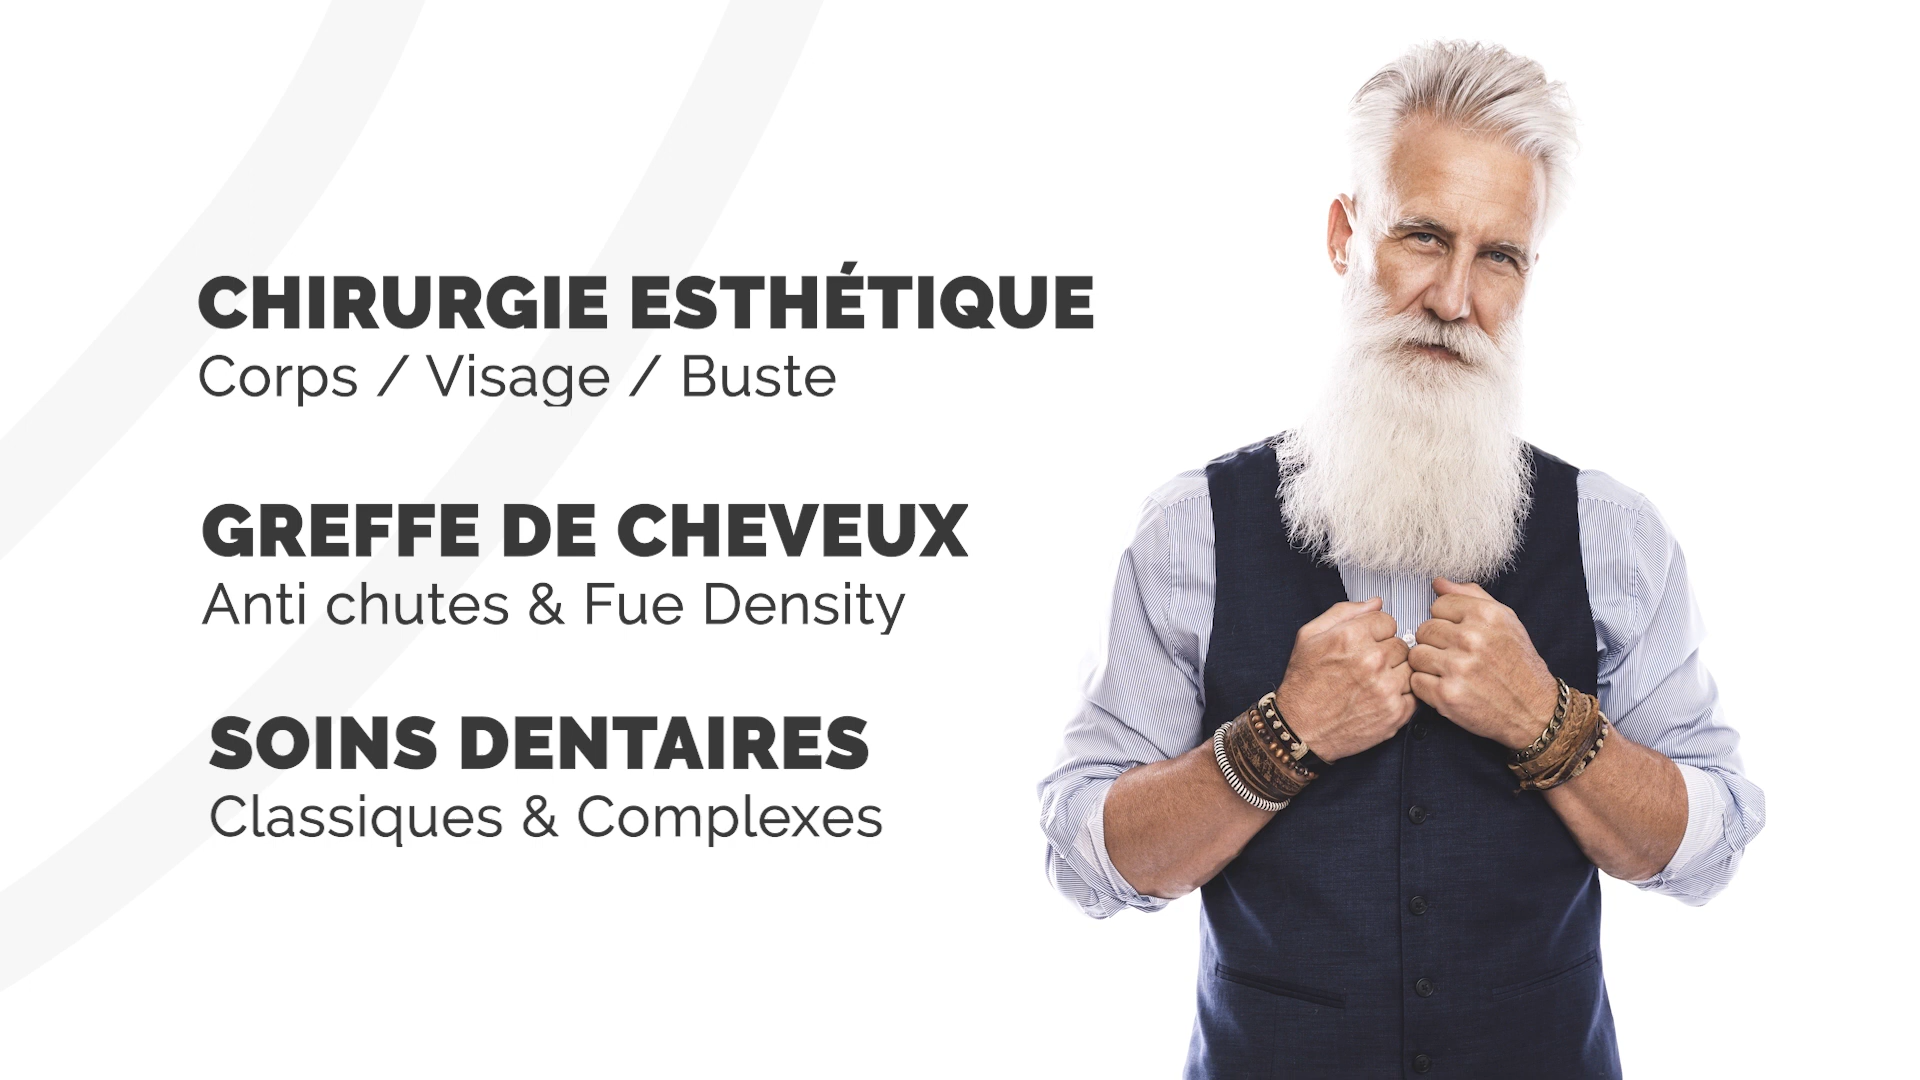 CHIRURGIE ESTHÉTIQUE
Corps / Visage / Buste
GREFFE DE CHEVEUX
Anti chutes & Fue Density
SOINS DENTAIRES
Classiques & Complexes